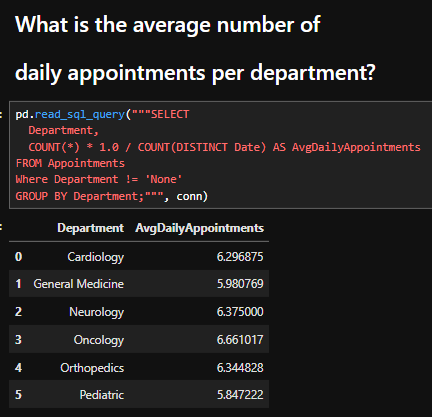 What is the average number of
daily appointments per department?
:
pd.read_sql_query("""SELECT
Department,
COUNT(*) * 1.0 / COUNT(DISTINCT Date) AS AvgDailyAppointments
FROM Appointments
Where Department != 'None'
GROUP BY Department;""", conn)
:
Department AvgDailyAppointments
0 Cardiology 6.296875
1 General Medicine 5.980769
2 Neurology 6.375000
3 Oncology 6.661017
4 Orthopedics 6.344828
5 Pediatric 5.847222